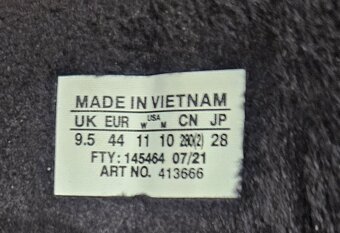 MADE IN VIETNAM
UK EUR USA W M CN JP
9.5 44 11 10 280(2) 28
FTY: 145464 07/21
ART NO. 413666